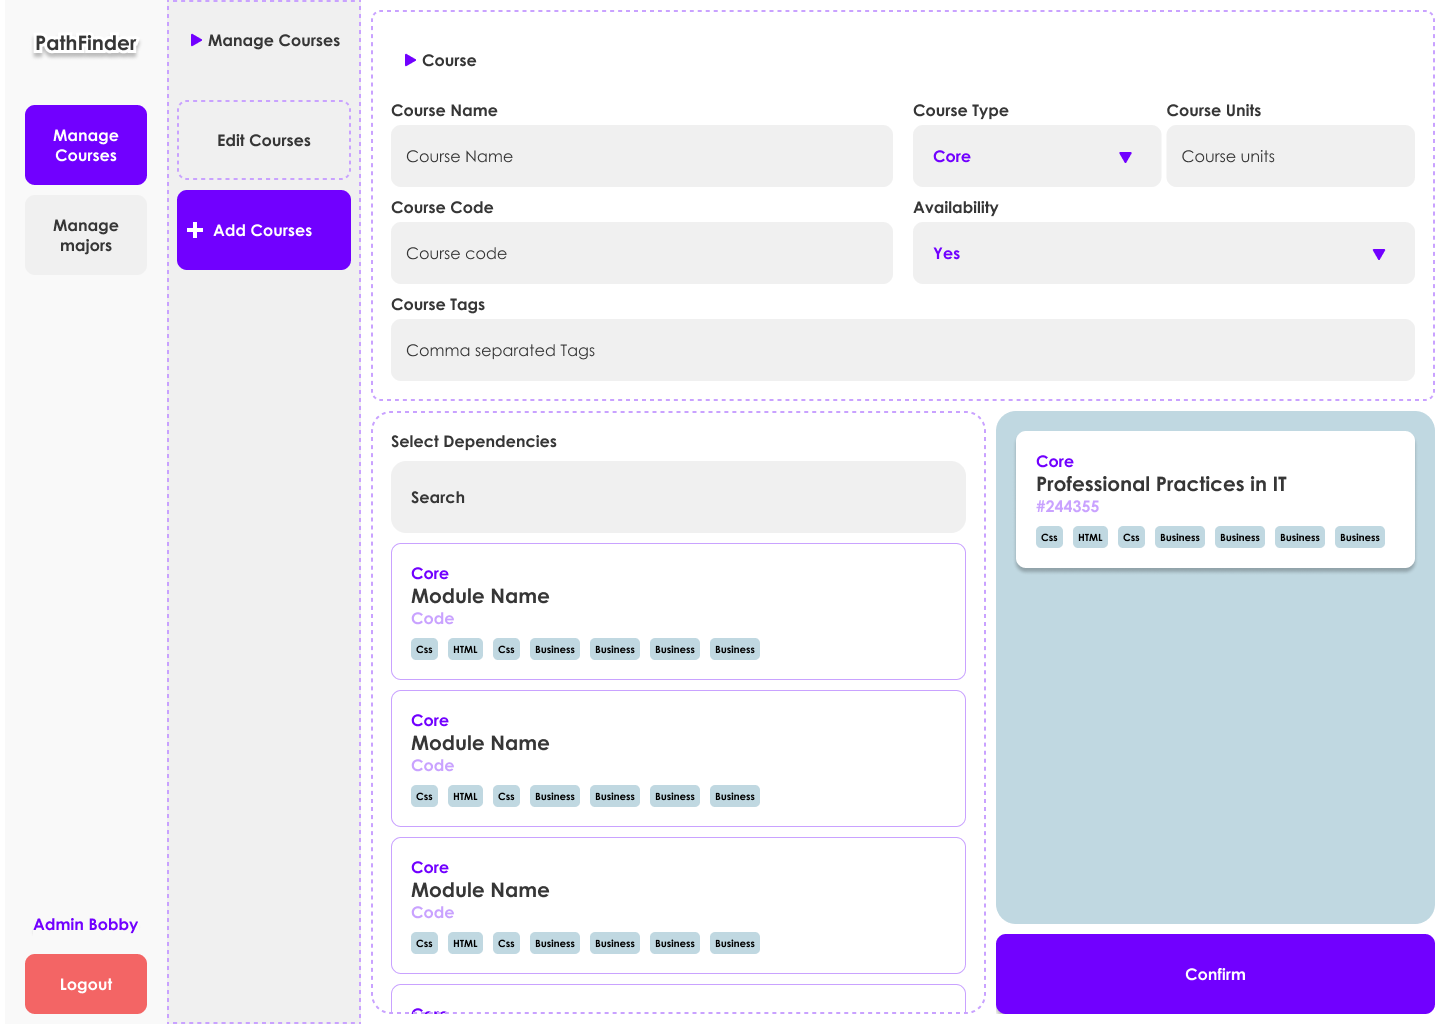 PathFinder
Manage
Courses
Manage
majors
Admin Bobby
Logout
Manage Courses
Edit Courses
Add Courses
Course
Course Name
Course Name
Course Type
Core
Course Units
Course units
Course Code
Course code
Availability
Yes
Course Tags
Comma separated Tags
Select Dependencies
Search
Core
Module Name
Code
Css HTML Css Business Business Business Business
Core
Module Name
Code
Css HTML Css Business Business Business Business
Core
Module Name
Code
Css HTML Css Business Business Business Business
Core
Core
Professional Practices in IT
#244355
Css HTML Css Business Business Business Business
Confirm